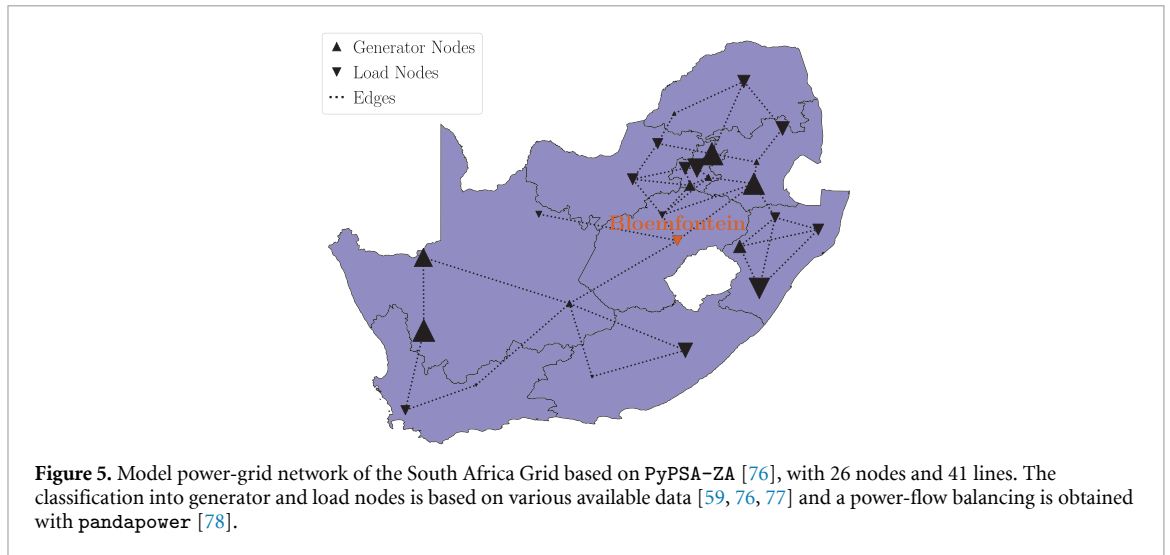 Generator Nodes
Load Nodes
Edges
Bloemfontein
Figure 5. Model power-grid network of the South Africa Grid based on PyPSA-ZA [76], with 26 nodes and 41 lines. The
classification into generator and load nodes is based on various available data [59, 76, 77] and a power-flow balancing is obtained
with pandapower [78].